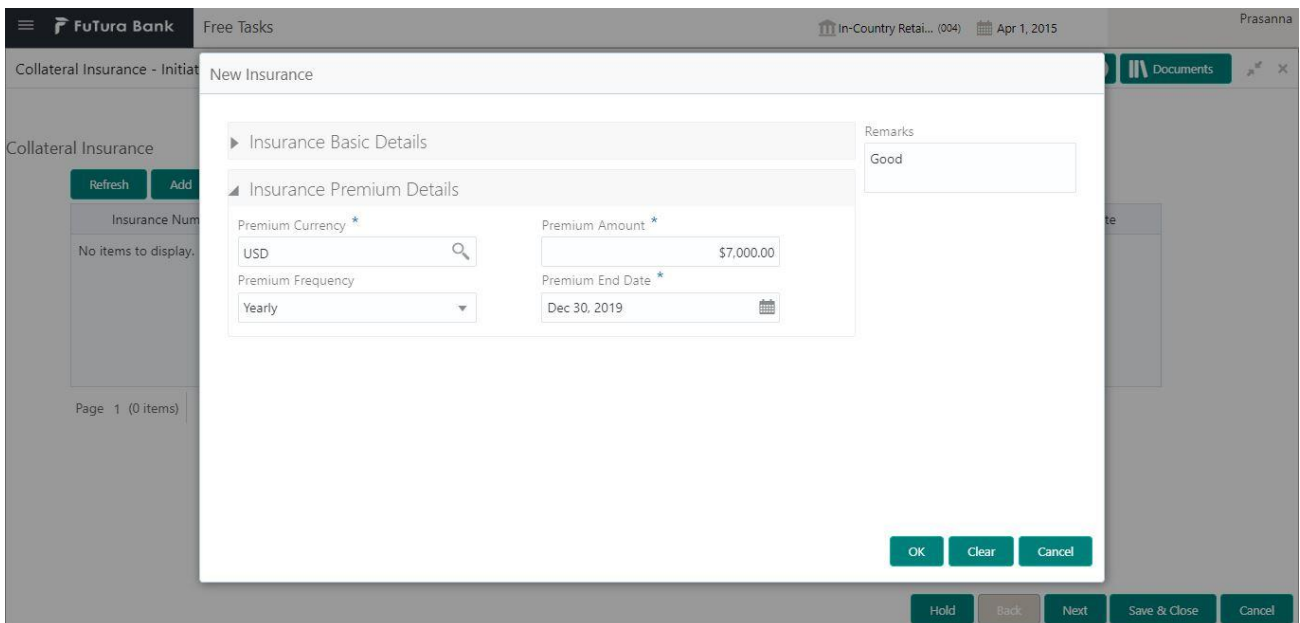 FuTura Bank
Free Tasks
In-Country Retai... (004)
Apr 1, 2015
Prasanna
Collateral Insurance - Initiat
Documents
New Insurance
Collateral Insurance
Refresh
Add
Insurance Num
te
No items to display.
Page 1 (0 items)
Insurance Basic Details
Insurance Premium Details
Premium Currency *
Premium Amount *
USD
$7,000.00
Premium Frequency
Premium End Date *
Yearly
Dec 30, 2019
Remarks
Good
OK
Clear
Cancel
Hold
Back
Next
Save & Close
Cancel